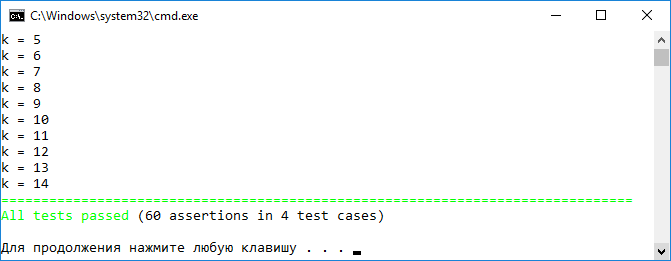 C:\Windows\system32\cmd.exe
k = 5
k = 6
k = 7
k = 8
k = 9
k = 10
k = 11
k = 12
k = 13
k = 14
===============================================================================
All tests passed (60 assertions in 4 test cases)
Для продолжения нажмите любую клавишу . . .